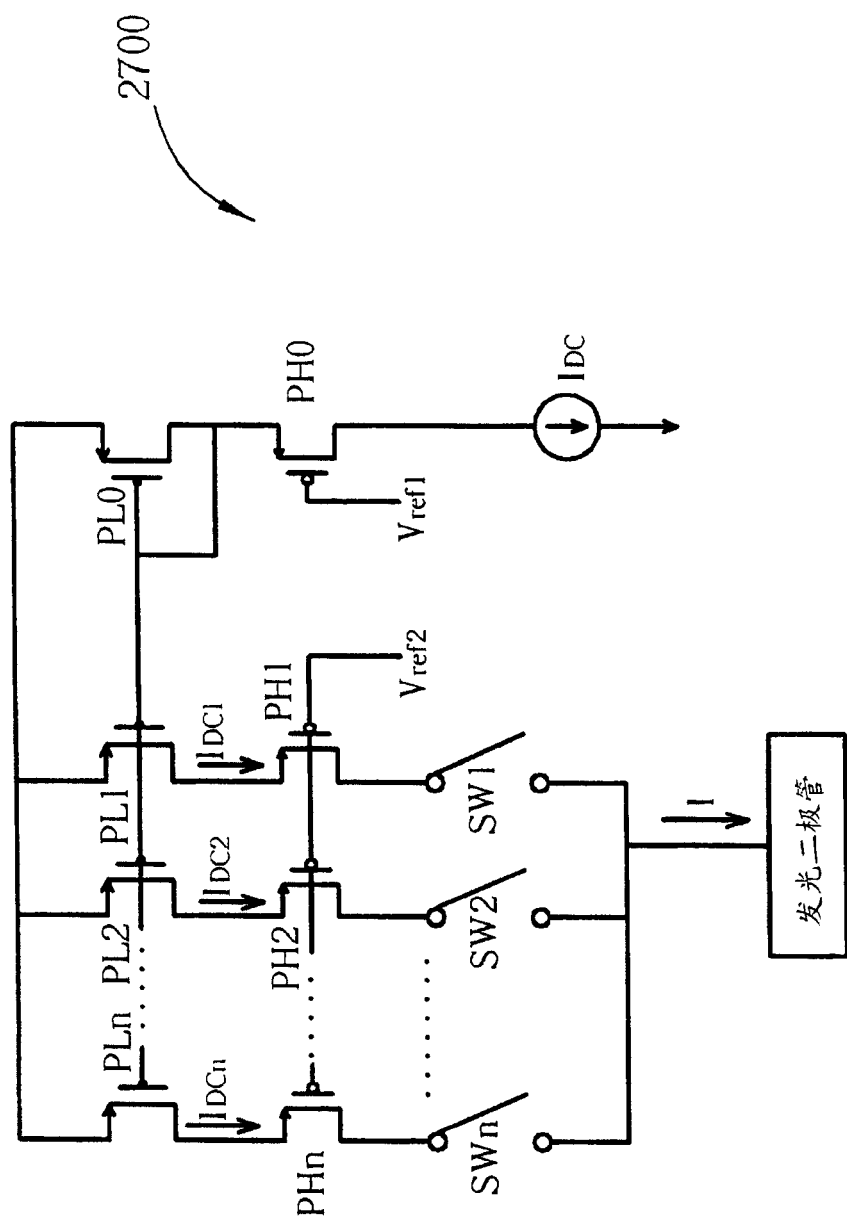 2700
PL0
PH0
Vref1
IDC
PL1
IDC1
PH1
Vref2
SW1
PL2
IDC2
PH2
SW2
PLn
IDCn
PHn
SWn
I
发光二极管